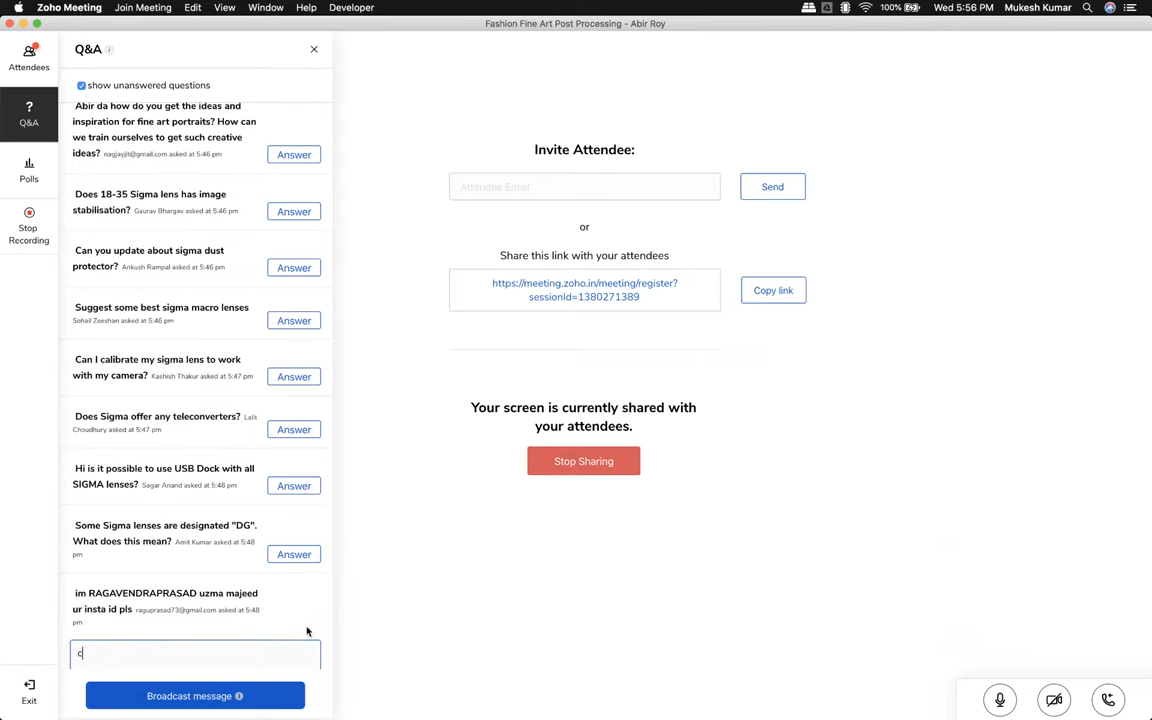 Zoho Meeting Join Meeting Edit View Window Help Developer 100% Wed 5:56 PM Mukesh Kumar
Fashion Fine Art Post Processing - Abir Roy
Attendees
?
Q&A
Polls
Stop
Recording
Exit
Q&A
show unanswered questions
Abir da how do you get the ideas and
inspiration for fine art portraits? How can
we train ourselves to get such creative
ideas? nagjayjit@gmail.com asked at 5:46 pm
Answer
Does 18-35 Sigma lens has image
stabilisation? Gaurav Bhargav asked at 5:46 pm
Answer
Can you update about sigma dust
protector? Ankush Rampal asked at 5:46 pm
Answer
Suggest some best sigma macro lenses
Sohail Zeeshan asked at 5:46 pm
Answer
Can I calibrate my sigma lens to work
with my camera? Kashish Thakur asked at 5:47 pm
Answer
Does Sigma offer any teleconverters? Lalit
Choudhury asked at 5:47 pm
Answer
Hi is it possible to use USB Dock with all
SIGMA lenses? Sagar Anand asked at 5:48 pm
Answer
Some Sigma lenses are designated "DG".
What does this mean? Amit Kumar asked at 5:48
pm
Answer
im RAGAVENDRAPRASAD uzma majeed
ur insta id pls raguprasad73@gmail.com asked at 5:48
pm
c
Broadcast message
Invite Attendee:
Attendee Email
Send
or
Share this link with your attendees
https://meeting.zoho.in/meeting/register?
sessionId=1380271389
Copy link
Your screen is currently shared with
your attendees.
Stop Sharing